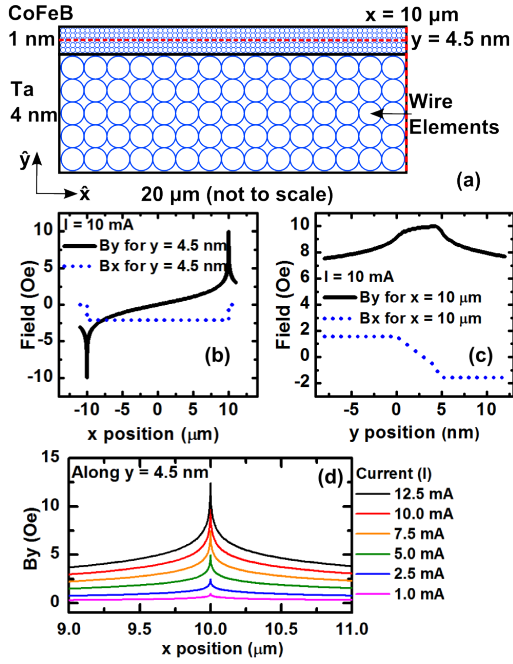 CoFeB
1 nm
x = 10 μm
y = 4.5 nm
Ta
4 nm
Wire
Elements
ŷ
x̂
20 μm (not to scale)
(a)
I = 10 mA
By for y = 4.5 nm
Bx for y = 4.5 nm
(b)
Field (Oe)
10
5
0
-5
-10
-10
-5
0
5
10
x position (μm)
I = 10 mA
By for x = 10 μm
Bx for x = 10 μm
(c)
Field (Oe)
10
8
6
4
2
0
-2
-5
0
5
10
y position (nm)
Along y = 4.5 nm
(d)
By (Oe)
15
10
5
0
9.0
9.5
10.0
10.5
11.0
x position (μm)
Current (I)
12.5 mA
10.0 mA
7.5 mA
5.0 mA
2.5 mA
1.0 mA